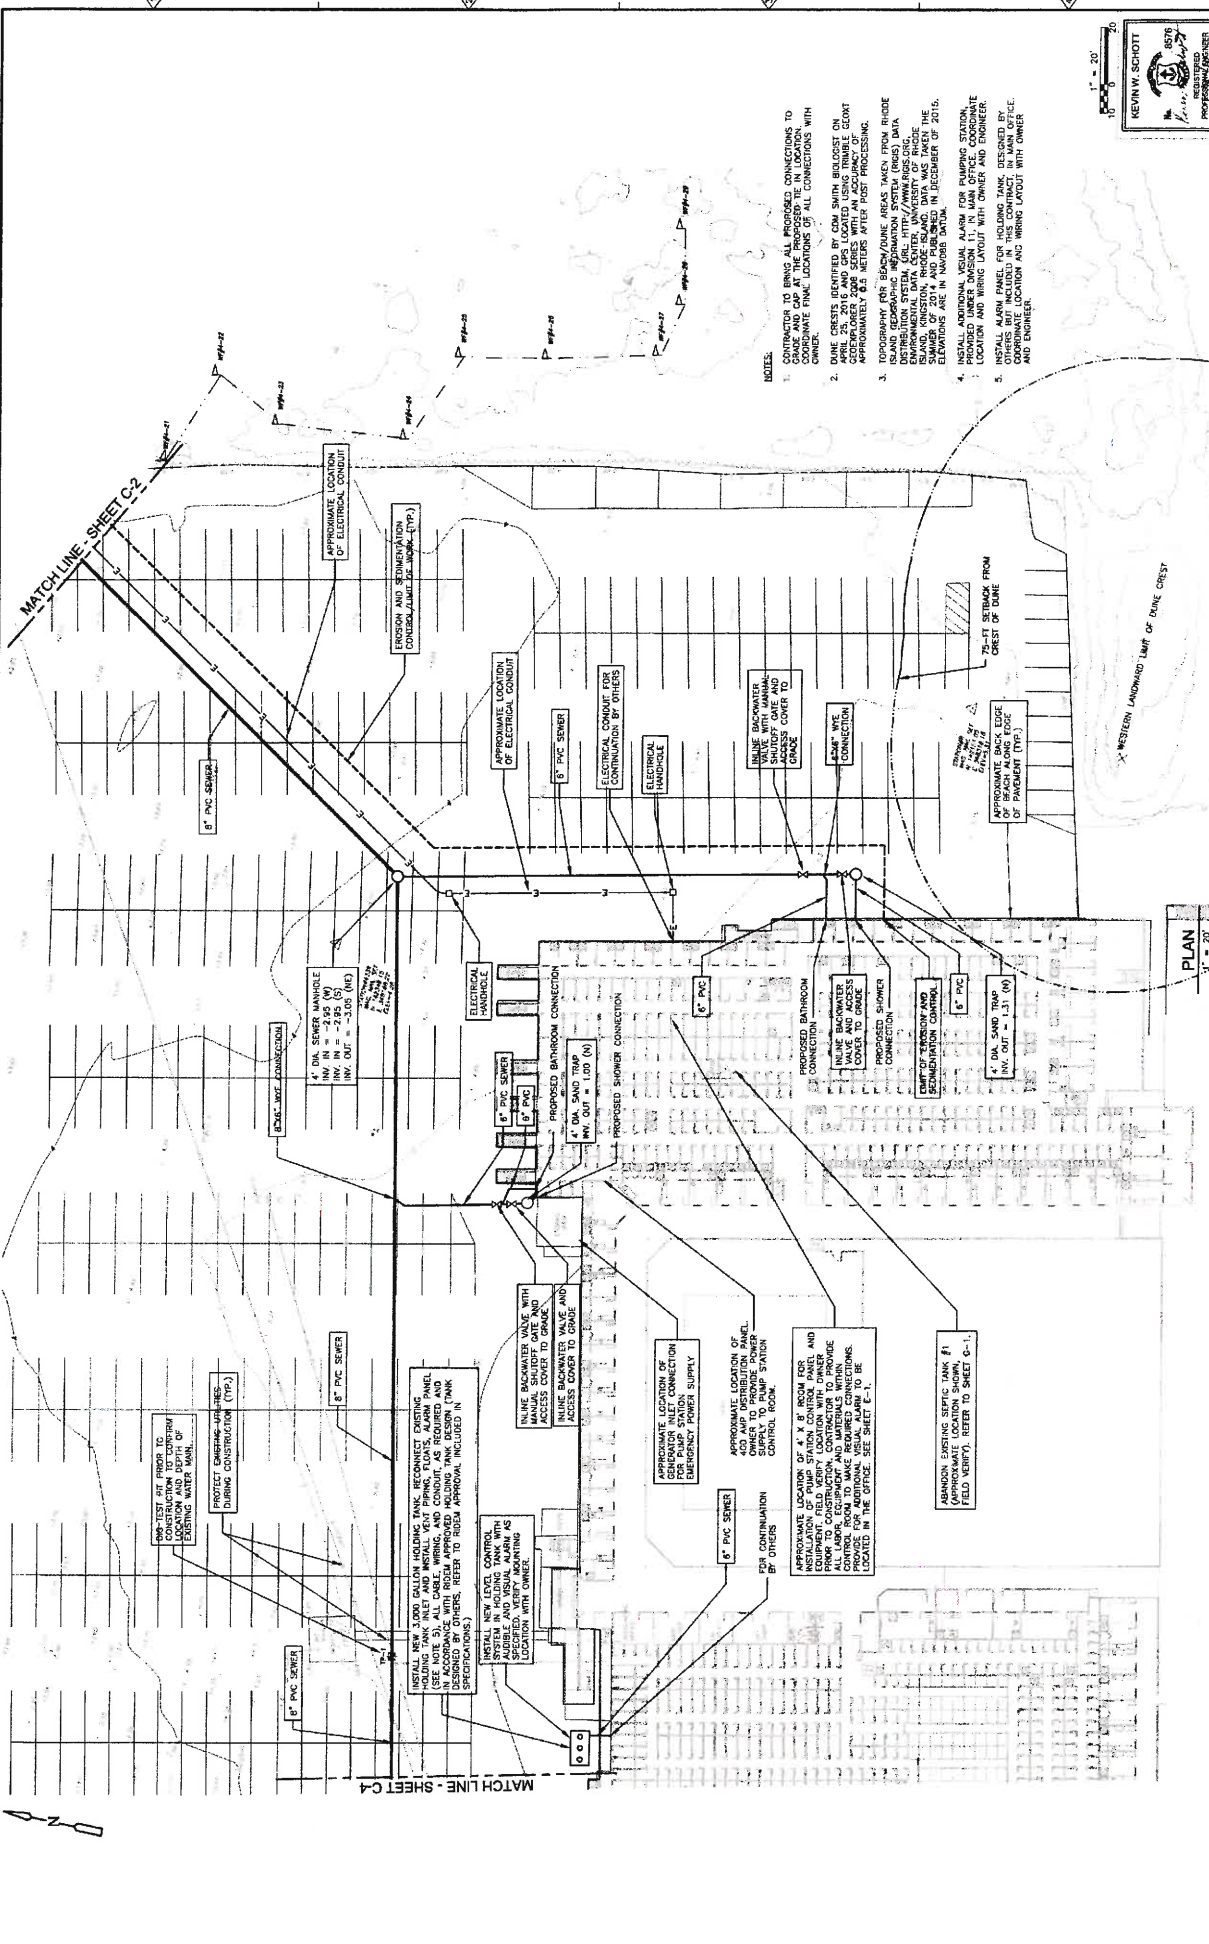 MATCH LINE - SHEET C-2
MATCH LINE - SHEET C-4
N
8" PVC SEWER
APPROXIMATE LOCATION
OF ELECTRICAL CONDUIT
EROSION AND SEDIMENTATION
CONTROL/LIMIT OF WORK (TYP.)
APPROXIMATE LOCATION
OF ELECTRICAL CONDUIT
6" PVC SEWER
ELECTRICAL CONDUIT FOR
CONTINUATION BY OTHERS
ELECTRICAL
HANDHOLE
INLINE BACKWATER
VALVE WITH MANUAL
SHUTOFF GATE AND
ACCESS COVER TO
GRADE
WYE
CONNECTION
75-FT SETBACK FROM
CREST OF DUNE
APPROXIMATE BACK EDGE
OF BEACH ALONG EDGE
OF PAVEMENT (TYP.)
WESTERN LANDWARD LIMIT OF DUNE CREST
4' DIA. SEWER MANHOLE
INV. IN = -2.95 (W)
INV. IN = -2.95 (S)
INV. OUT = -3.05 (NE)
WYE CONNECTION
ELECTRICAL
HANDHOLE
6" PVC SEWER
6" PVC
PROPOSED BATHROOM CONNECTION
4' DIA. SAND TRAP
INV. OUT = 1.00 (N)
PROPOSED SHOWER CONNECTION
6" PVC
PROPOSED BATHROOM
CONNECTION
INLINE BACKWATER
VALVE AND ACCESS
COVER TO GRADE
PROPOSED SHOWER
CONNECTION
LIMIT OF EROSION AND
SEDIMENTATION CONTROL
6" PVC
4' DIA. SAND TRAP
INV. OUT = 1.31 (N)
DIG TEST PIT PRIOR TO
CONSTRUCTION TO CONFIRM
LOCATION AND DEPTH OF
EXISTING WATER MAIN.
PROTECT EXISTING UTILITIES
DURING CONSTRUCTION (TYP.)
8" PVC SEWER
8" PVC SEWER
TP-1
INSTALL NEW 3,000 GALLON HOLDING TANK, RECONNECT EXISTING
HOLDING TANK INLET AND INSTALL VENT PIPING, FLOATS, ALARM PANEL
(SEE NOTE 5), ALL CABLE, WIRING, AND CONDUIT, AS REQUIRED AND
IN ACCORDANCE WITH RIDEM APPROVED HOLDING TANK DESIGN (TANK
DESIGNED BY OTHERS, REFER TO RIDEM APPROVAL INCLUDED IN
SPECIFICATIONS.)
INSTALL NEW LEVEL CONTROL
SYSTEM IN HOLDING TANK WITH
AUDIBLE AND VISUAL ALARM AS
SPECIFIED. VERIFY MOUNTING
LOCATION WITH OWNER.
INLINE BACKWATER VALVE WITH
MANUAL SHUTOFF GATE AND
ACCESS COVER TO GRADE
INLINE BACKWATER VALVE AND
ACCESS COVER TO GRADE
APPROXIMATE LOCATION OF
GENERATOR INLET CONNECTION
FOR PUMP STATION
EMERGENCY POWER SUPPLY
APPROXIMATE LOCATION OF
400 AMP DISTRIBUTION PANEL.
OWNER TO PROVIDE POWER
SUPPLY TO PUMP STATION
CONTROL ROOM.
6" PVC SEWER
FOR CONTINUATION
BY OTHERS
APPROXIMATE LOCATION OF 4' X 8' ROOM FOR
INSTALLATION OF PUMP STATION CONTROL PANEL AND
EQUIPMENT. FIELD VERIFY LOCATION WITH OWNER
PRIOR TO CONSTRUCTION. CONTRACTOR TO PROVIDE
ALL LABOR, EQUIPMENT AND MATERIALS WITHIN
CONTROL ROOM TO MAKE REQUIRED CONNECTIONS.
PROVIDE FOR ADDITIONAL VISUAL ALARM TO BE
LOCATED IN THE OFFICE. SEE SHEET E-1.
ABANDON EXISTING SEPTIC TANK #1
(APPROXIMATE LOCATION SHOWN,
FIELD VERIFY). REFER TO SHEET G-1.
NOTES:
1. CONTRACTOR TO BRING ALL PROPOSED CONNECTIONS TO
GRADE AND CAP AT THE PROPOSED TIE IN LOCATION.
COORDINATE FINAL LOCATIONS OF ALL CONNECTIONS WITH
OWNER.
2. DUNE CRESTS IDENTIFIED BY CDM SMITH BIOLOGIST ON
APRIL 25, 2016 AND GPS LOCATED USING TRIMBLE GEOXT
GEOEXPLORER 2008 SERIES WITH AN ACCURACY OF
APPROXIMATELY 0.5 METERS AFTER POST PROCESSING.
3. TOPOGRAPHY FOR BEACH/DUNE AREAS TAKEN FROM RHODE
ISLAND GEOGRAPHIC INFORMATION SYSTEM (RIGIS) DATA
DISTRIBUTION SYSTEM, URL: HTTP://WWW.RIGIS.ORG,
ENVIRONMENTAL DATA CENTER, UNIVERSITY OF RHODE
ISLAND, KINGSTON, RHODE ISLAND. DATA WAS TAKEN THE
SUMMER OF 2014 AND PUBLISHED IN DECEMBER OF 2015.
ELEVATIONS ARE IN NAVD88 DATUM.
4. INSTALL ADDITIONAL VISUAL ALARM FOR PUMPING STATION,
PROVIDED UNDER DIVISION 11, IN MAIN OFFICE. COORDINATE
LOCATION AND WIRING LAYOUT WITH OWNER AND ENGINEER.
5. INSTALL ALARM PANEL FOR HOLDING TANK, DESIGNED BY
OTHERS BUT INCLUDED IN THIS CONTRACT, IN MAIN OFFICE.
COORDINATE LOCATION AND WIRING LAYOUT WITH OWNER
AND ENGINEER.
PLAN
1" = 20'
1" = 20'
10 0 20
KEVIN W. SCHOTT
No. 8576
REGISTERED
PROFESSIONAL ENGINEER